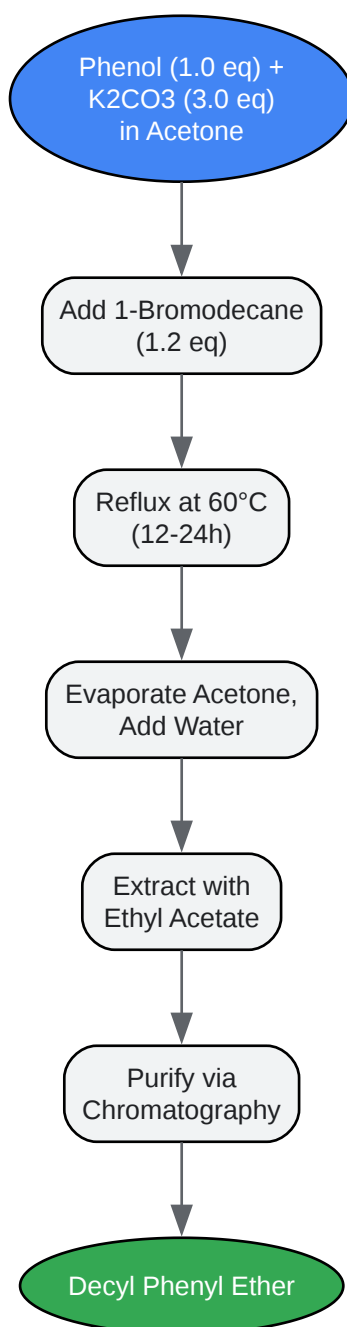 Phenol (1.0 eq) +
K2CO3 (3.0 eq)
in Acetone
Add 1-Bromodecane
(1.2 eq)
Reflux at 60°C
(12-24h)
Evaporate Acetone,
Add Water
Extract with
Ethyl Acetate
Purify via
Chromatography
Decyl Phenyl Ether